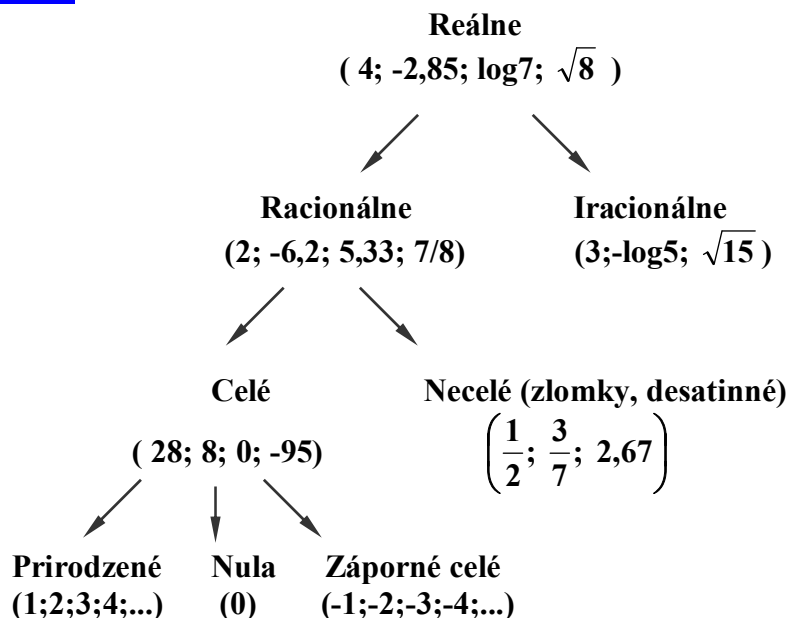 Reálne
( 4; -2,85; log7; √8 )
Racionálne
Iracionálne
(2; -6,2; 5,33; 7/8)
(3;-log5; √15 )
Celé
Necelé (zlomky, desatinné)
( 28; 8; 0; -95)
(1/2; 3/7; 2,67)
Prirodzené
Nula
Záporné celé
(1;2;3;4;...)
(0)
(-1;-2;-3;-4;...)